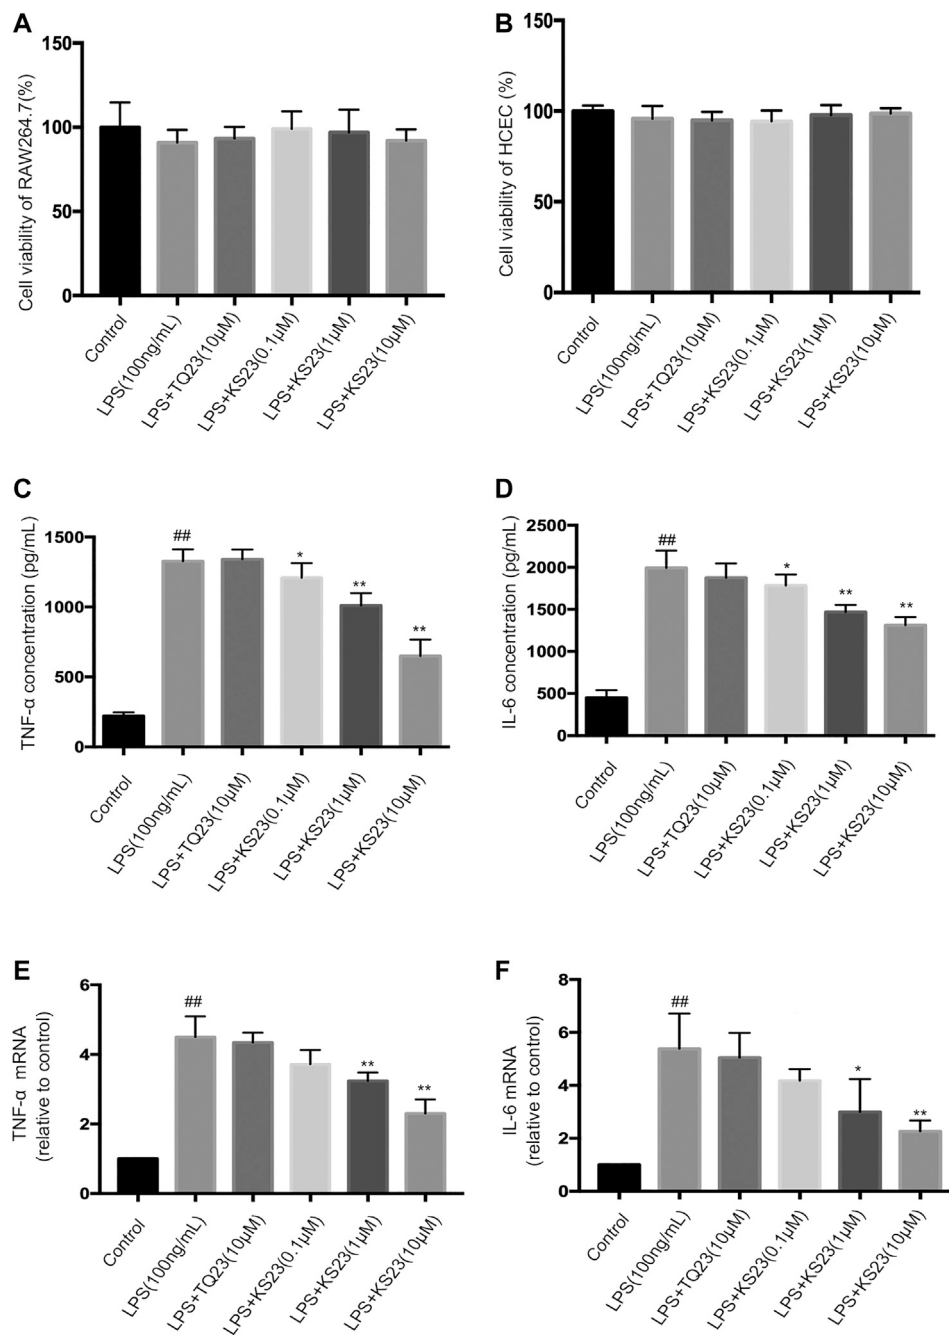 A
Cell viability of RAW264.7(%)
150
100
50
0
Control
LPS(100ng/mL)
LPS+TQ23(10μM)
LPS+KS23(0.1μM)
LPS+KS23(1μM)
LPS+KS23(10μM)
B
Cell viability of HCEC (%)
150
100
50
0
Control
LPS(100ng/mL)
LPS+TQ23(10μM)
LPS+KS23(0.1μM)
LPS+KS23(1μM)
LPS+KS23(10μM)
C
TNF-α concentration (pg/mL)
1500
1000
500
0
##
*
**
**
Control
LPS(100ng/mL)
LPS+TQ23(10μM)
LPS+KS23(0.1μM)
LPS+KS23(1μM)
LPS+KS23(10μM)
D
IL-6 concentration (pg/mL)
2500
2000
1500
1000
500
0
##
*
**
**
Control
LPS(100ng/mL)
LPS+TQ23(10μM)
LPS+KS23(0.1μM)
LPS+KS23(1μM)
LPS+KS23(10μM)
E
TNF-α mRNA
(relative to control)
6
4
2
0
##
**
**
Control
LPS(100ng/mL)
LPS+TQ23(10μM)
LPS+KS23(0.1μM)
LPS+KS23(1μM)
LPS+KS23(10μM)
F
IL-6 mRNA
(relative to control)
8
6
4
2
0
##
*
**
Control
LPS(100ng/mL)
LPS+TQ23(10μM)
LPS+KS23(0.1μM)
LPS+KS23(1μM)
LPS+KS23(10μM)